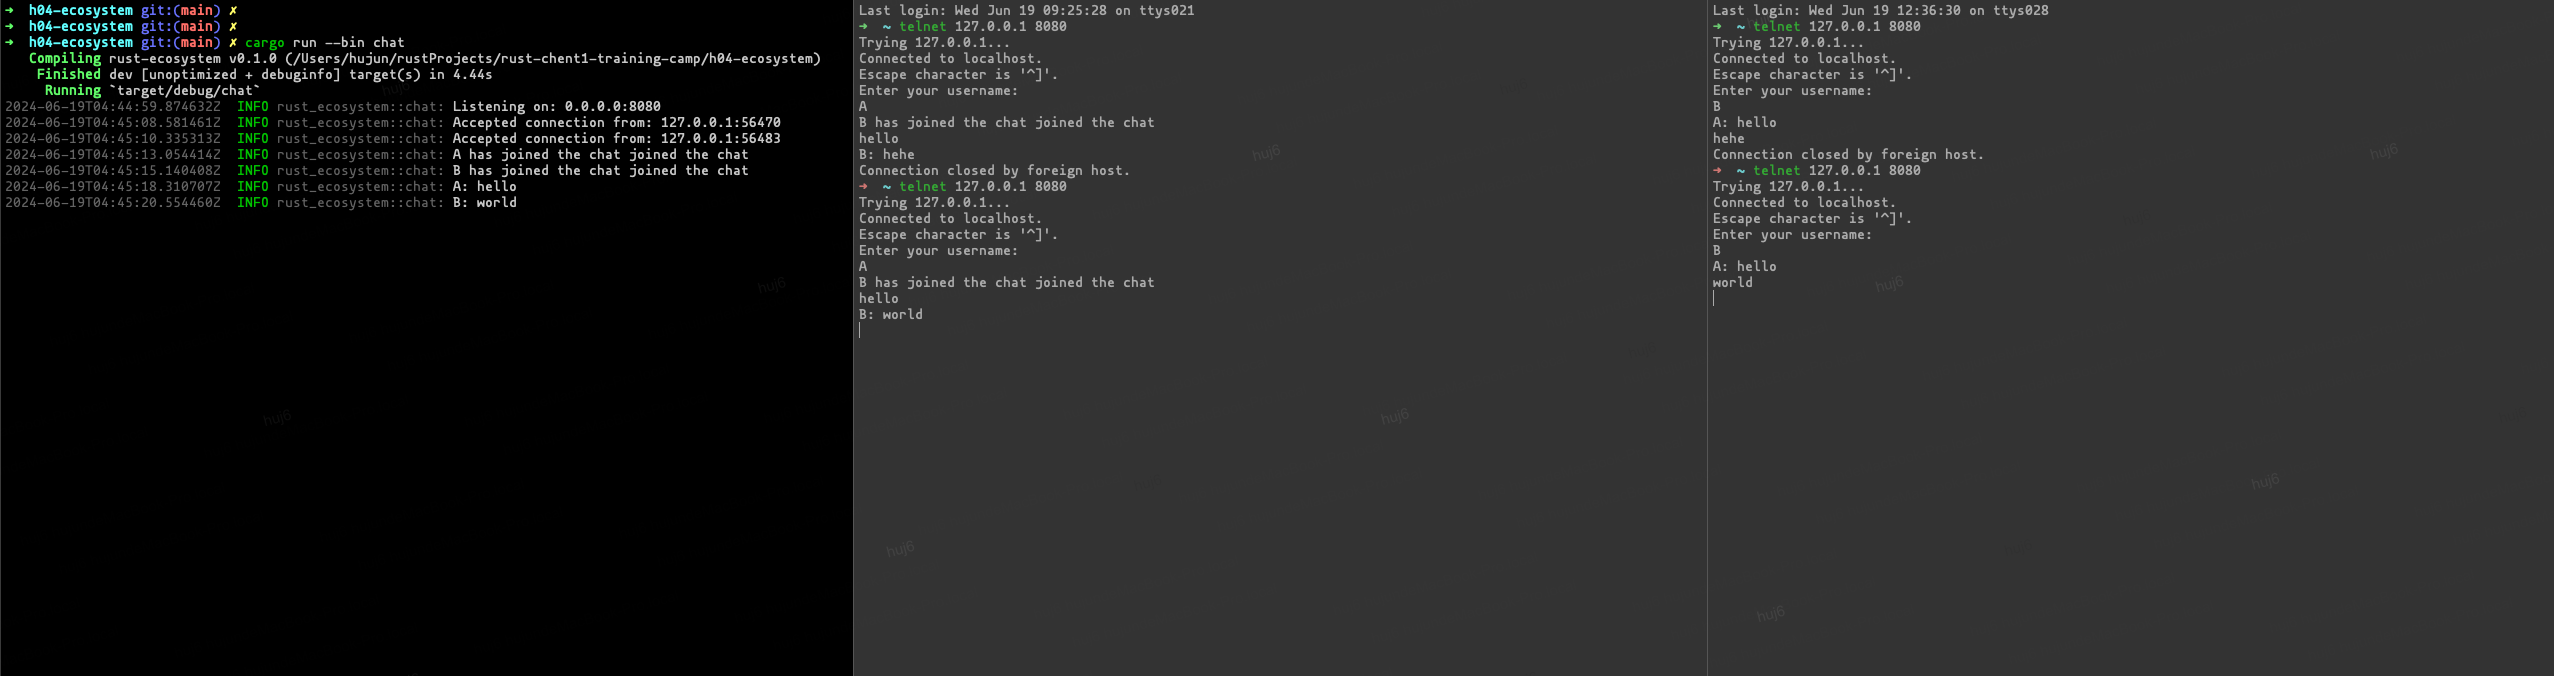 ➜  h04-ecosystem git:(main) ✗
➜  h04-ecosystem git:(main) ✗
➜  h04-ecosystem git:(main) ✗ cargo run --bin chat
   Compiling rust-ecosystem v0.1.0 (/Users/hujun/rustProjects/rust-chent1-training-camp/h04-ecosystem)
    Finished dev [unoptimized + debuginfo] target(s) in 4.44s
     Running `target/debug/chat`
2024-06-19T04:44:59.874632Z  INFO rust_ecosystem::chat: Listening on: 0.0.0.0:8080
2024-06-19T04:45:08.581461Z  INFO rust_ecosystem::chat: Accepted connection from: 127.0.0.1:56470
2024-06-19T04:45:10.335313Z  INFO rust_ecosystem::chat: Accepted connection from: 127.0.0.1:56483
2024-06-19T04:45:13.054414Z  INFO rust_ecosystem::chat: A has joined the chat joined the chat
2024-06-19T04:45:15.140408Z  INFO rust_ecosystem::chat: B has joined the chat joined the chat
2024-06-19T04:45:18.310707Z  INFO rust_ecosystem::chat: A: hello
2024-06-19T04:45:20.554460Z  INFO rust_ecosystem::chat: B: world
huj6
huj6
huj6
Last login: Wed Jun 19 09:25:28 on ttys021
➜  ~ telnet 127.0.0.1 8080
Trying 127.0.0.1...
Connected to localhost.
Escape character is '^]'.
Enter your username:
A
B has joined the chat joined the chat
hello
B: hehe
Connection closed by foreign host.
➜  ~ telnet 127.0.0.1 8080
Trying 127.0.0.1...
Connected to localhost.
Escape character is '^]'.
Enter your username:
A
B has joined the chat joined the chat
hello
B: world
huj6
huj6
huj6
Last login: Wed Jun 19 12:36:30 on ttys028
➜  ~ telnet 127.0.0.1 8080
Trying 127.0.0.1...
Connected to localhost.
Escape character is '^]'.
Enter your username:
B
A: hello
hehe
Connection closed by foreign host.
➜  ~ telnet 127.0.0.1 8080
Trying 127.0.0.1...
Connected to localhost.
Escape character is '^]'.
Enter your username:
B
A: hello
world
huj6
huj6
huj6
huj6